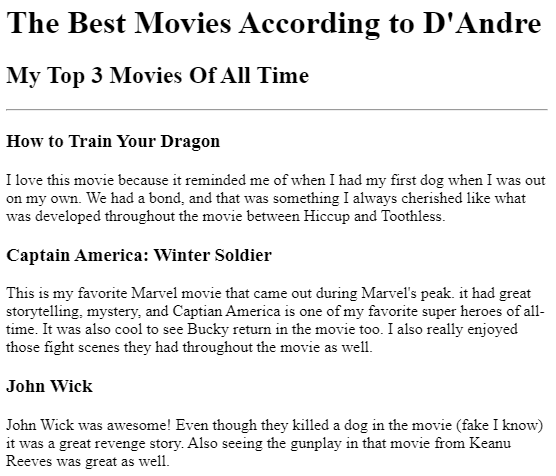 The Best Movies According to D'Andre
My Top 3 Movies Of All Time
How to Train Your Dragon
I love this movie because it reminded me of when I had my first dog when I was out
on my own. We had a bond, and that was something I always cherished like what
was developed throughout the movie between Hiccup and Toothless.
Captain America: Winter Soldier
This is my favorite Marvel movie that came out during Marvel's peak. it had great
storytelling, mystery, and Captian America is one of my favorite super heroes of all-
time. It was also cool to see Bucky return in the movie too. I also really enjoyed
those fight scenes they had throughout the movie as well.
John Wick
John Wick was awesome! Even though they killed a dog in the movie (fake I know)
it was a great revenge story. Also seeing the gunplay in that movie from Keanu
Reeves was great as well.